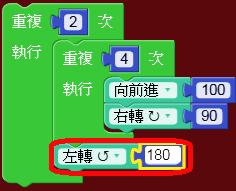 重複 2 次
執行 重複 4 次
執行 向前進 100
右轉 ↻ 90
左轉 ↺ 180